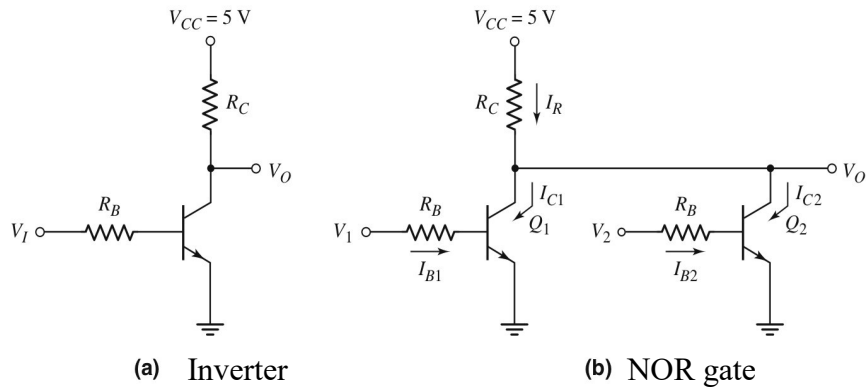 V_CC = 5 V
R_C
V_O
R_B
V_I
(a) Inverter
V_CC = 5 V
R_C
I_R
V_O
I_C1
I_C2
R_B
R_B
V_1
Q_1
V_2
Q_2
I_B1
I_B2
(b) NOR gate